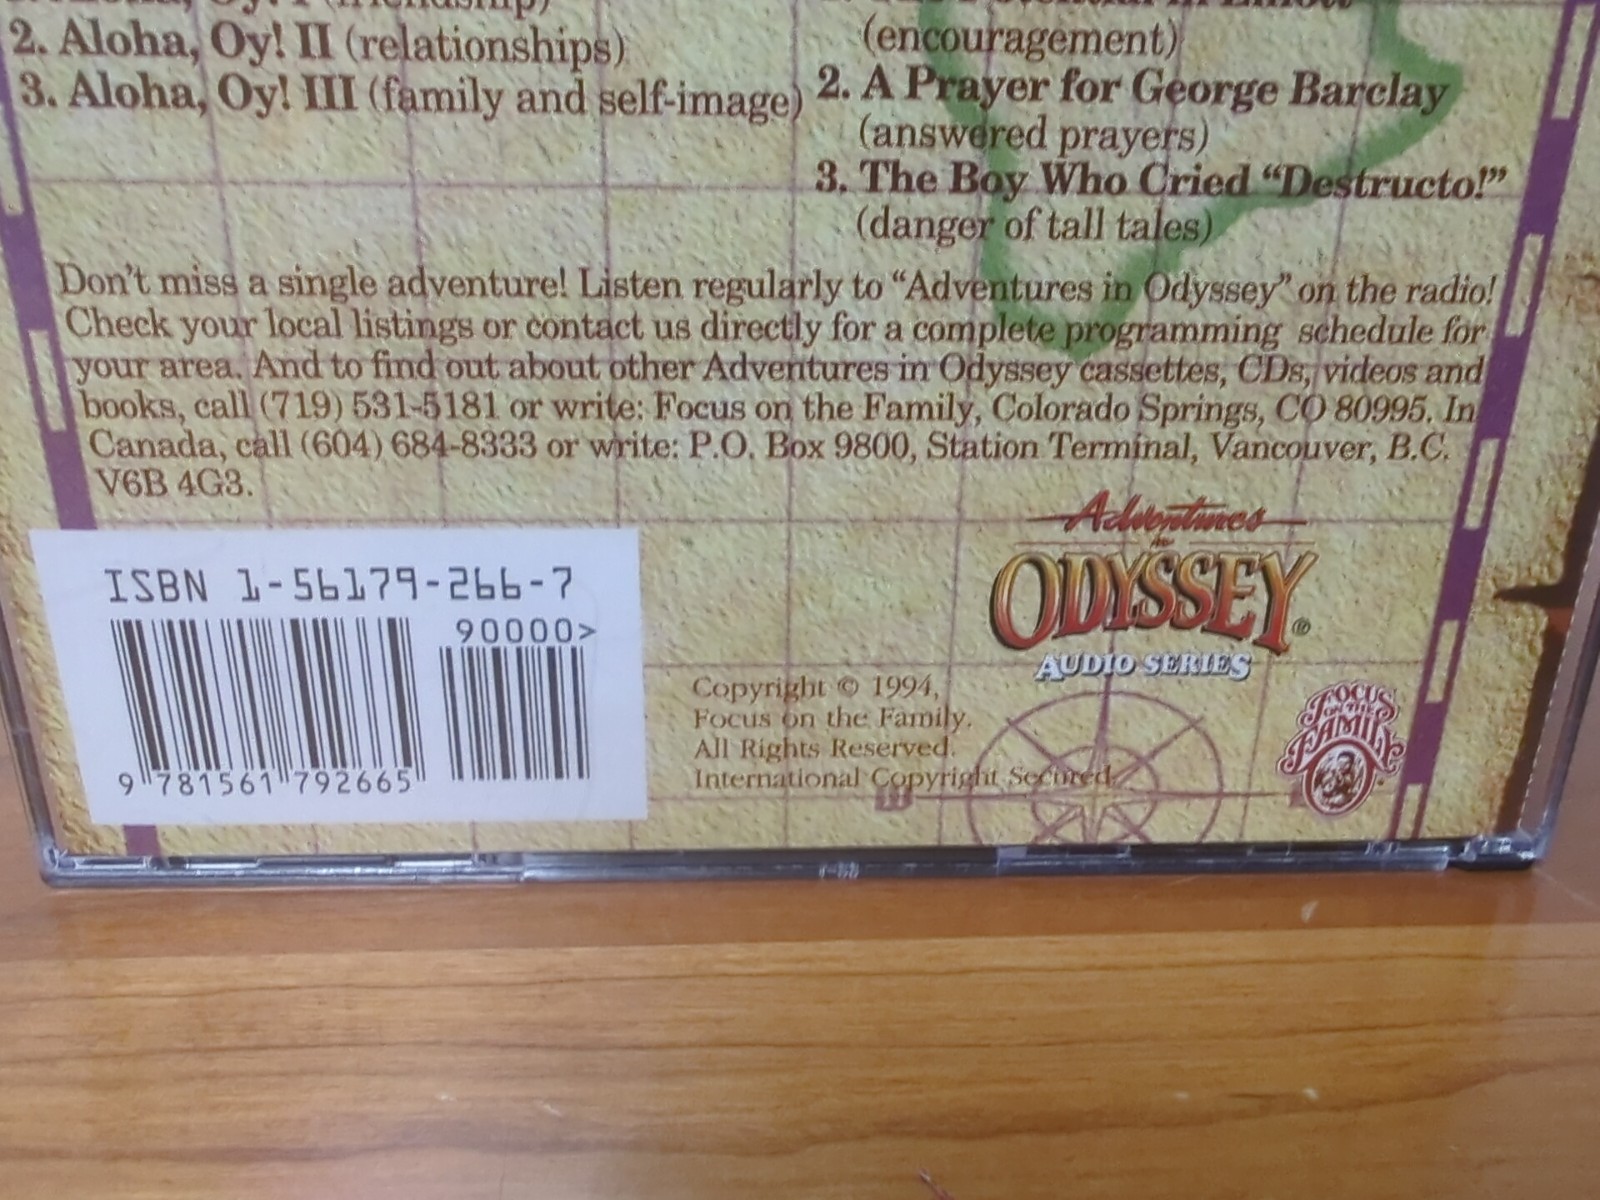 2. Aloha, Oy! II (relationships)
3. Aloha, Oy! III (family and self-image)
(encouragement)
2. A Prayer for George Barclay
(answered prayers)
3. The Boy Who Cried “Destructo!”
(danger of tall tales)
Don’t miss a single adventure! Listen regularly to “Adventures in Odyssey” on the radio!
Check your local listings or contact us directly for a complete programming schedule for
your area. And to find out about other Adventures in Odyssey cassettes, CDs, videos and
books, call (719) 531-5181 or write: Focus on the Family, Colorado Springs, CO 80995. In
Canada, call (604) 684-8333 or write: P.O. Box 9800, Station Terminal, Vancouver, B.C.
V6B 4G3.
ISBN 1-56179-266-7
90000>
9 781561 792665
Adventures
in
ODYSSEY®
AUDIO SERIES
Copyright © 1994,
Focus on the Family.
All Rights Reserved.
International Copyright Secured.
FOCUS
ON THE
FAMILY